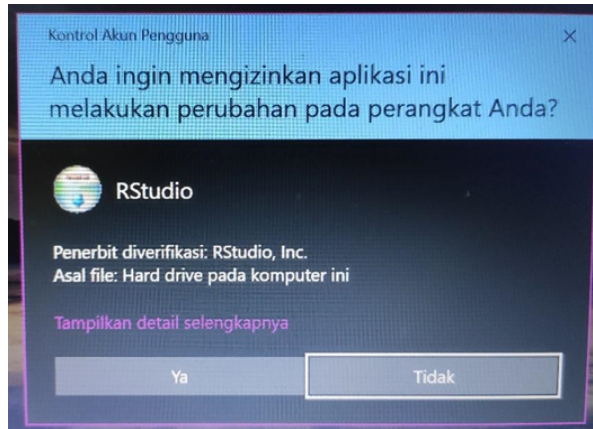 Kontrol Akun Pengguna
Anda ingin mengizinkan aplikasi ini
melakukan perubahan pada perangkat Anda?
RStudio
Penerbit diverifikasi: RStudio, Inc.
Asal file: Hard drive pada komputer ini
Tampilkan detail selengkapnya
Ya
Tidak